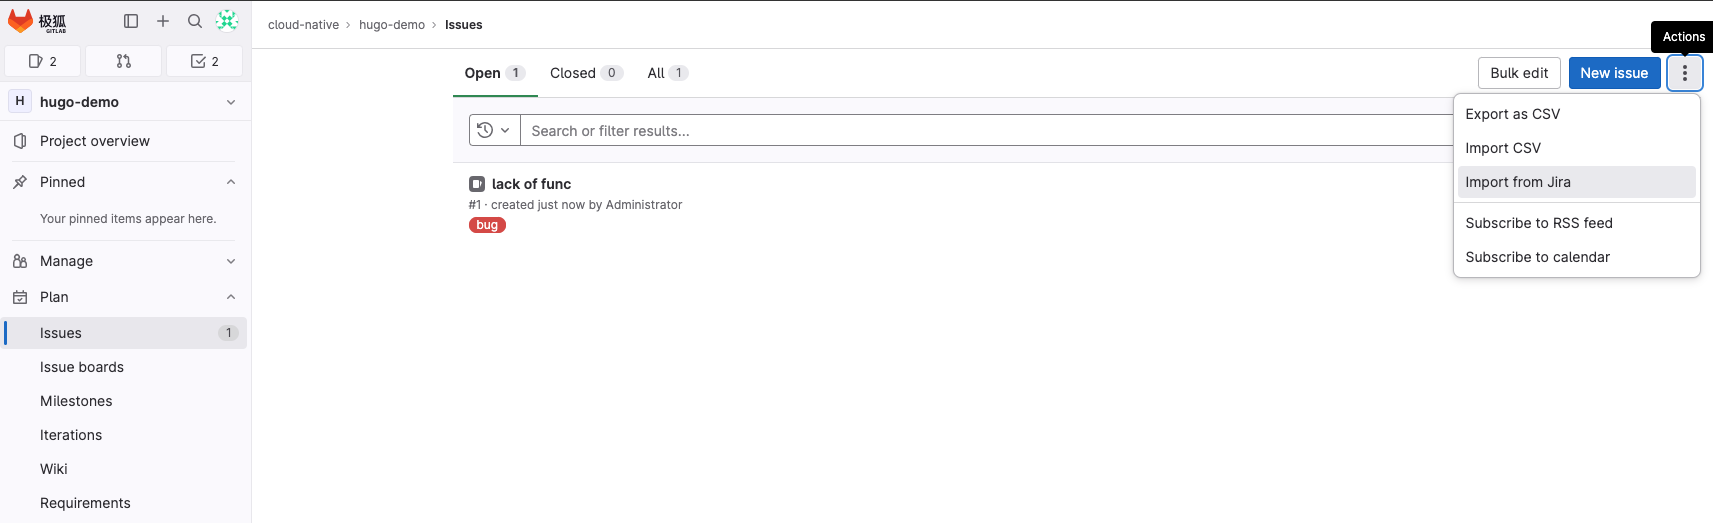 极狐
GITLAB
2
2
H hugo-demo
Project overview
Pinned
Your pinned items appear here.
Manage
Plan
Issues 1
Issue boards
Milestones
Iterations
Wiki
Requirements
cloud-native › hugo-demo › Issues
Actions
Open 1 Closed 0 All 1
Bulk edit New issue
Search or filter results...
lack of func
#1 · created just now by Administrator
bug
Export as CSV
Import CSV
Import from Jira
Subscribe to RSS feed
Subscribe to calendar